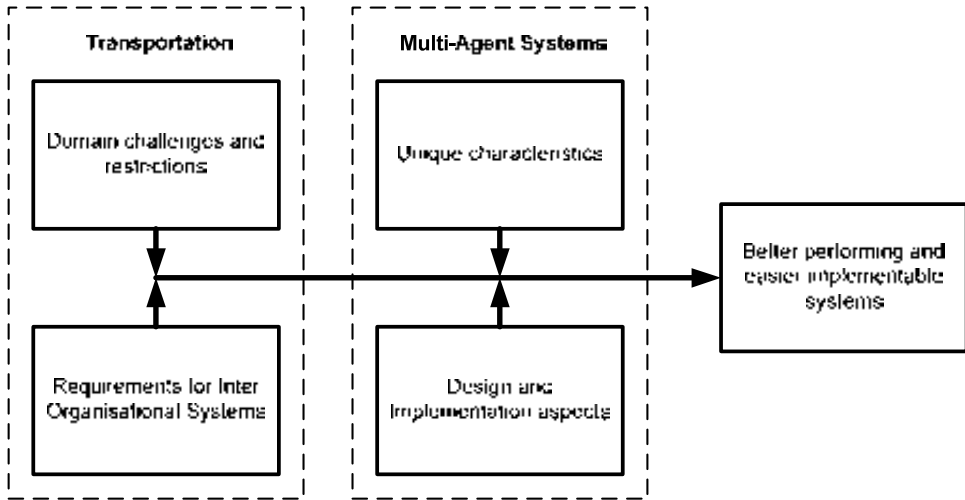 Transportation
Domain challenges and
restrictions
Requirements for Inter
Organisational Systems
Multi-Agent Systems
Unique characteristics
Design and
Implementation aspects
Better performing and
easier implementable
systems